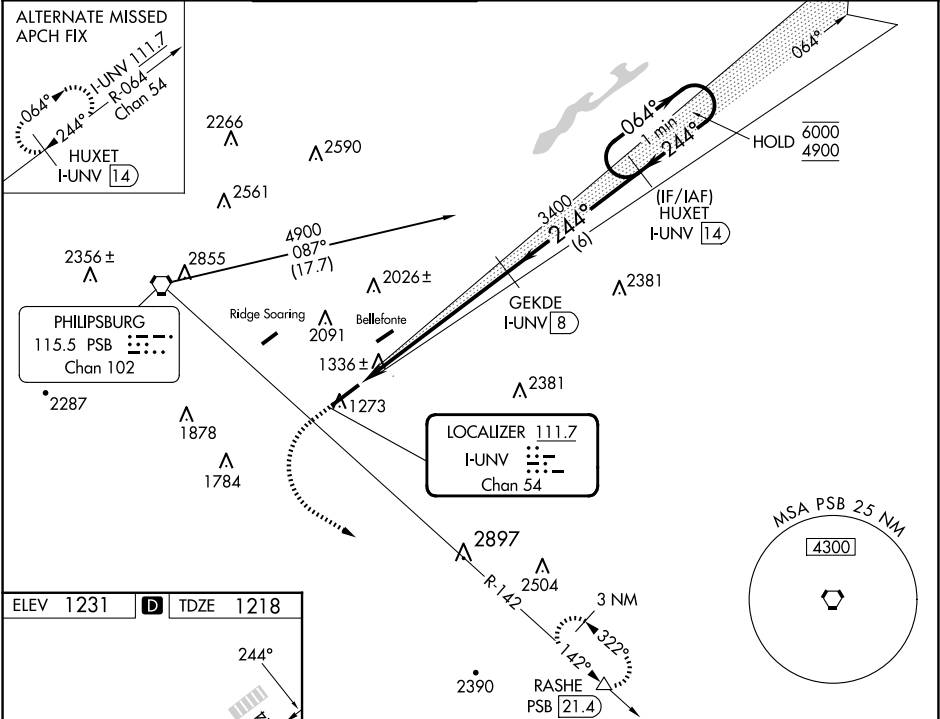 ALTERNATE MISSED
APCH FIX
I-UNV 111.7
R-064
Chan 54
064°
244°
HUXET
I-UNV 14
2266
2590
2561
064°
064°
1 min
244°
HOLD
6000
4900
(IF/IAF)
HUXET
I-UNV 14
3400
244°
(6)
4900
087°
(17.7)
2356 ±
2855
2026 ±
2381
GEKDE
I-UNV 8
PHILIPSBURG
115.5 PSB
Chan 102
Ridge Soaring
2091
Bellefonte
1336 ±
2287
1273
2381
1878
1784
LOCALIZER 111.7
I-UNV
Chan 54
MSA PSB 25 NM
4300
2897
2504
R-142
3 NM
322°
142°
2390
RASHE
PSB 21.4
ELEV 1231 D TDZE 1218
244°